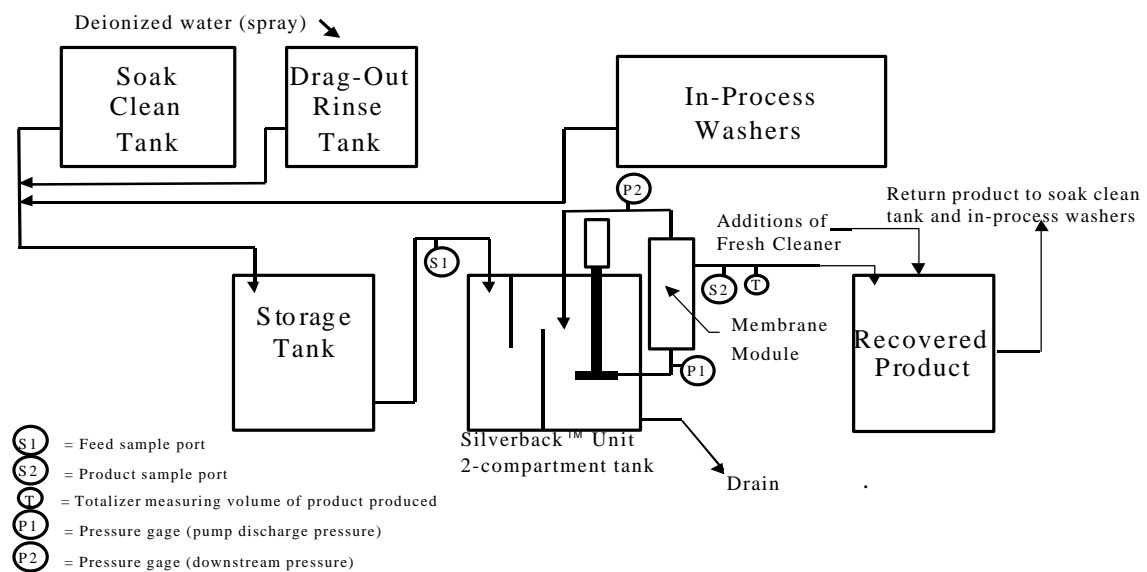 Deionized water (spray)
Soak
Clean
Tank
Drag-Out
Rinse
Tank
In-Process
Washers
P2
Return product to soak clean
tank and in-process washers
Additions of
Fresh Cleaner
S1
S2
T
Storage
Tank
Membrane
Module
P1
Recovered
Product
Silverback™ Unit
2-compartment tank
Drain
.
S1 = Feed sample port
S2 = Product sample port
T = Totalizer measuring volume of product produced
P1 = Pressure gage (pump discharge pressure)
P2 = Pressure gage (downstream pressure)